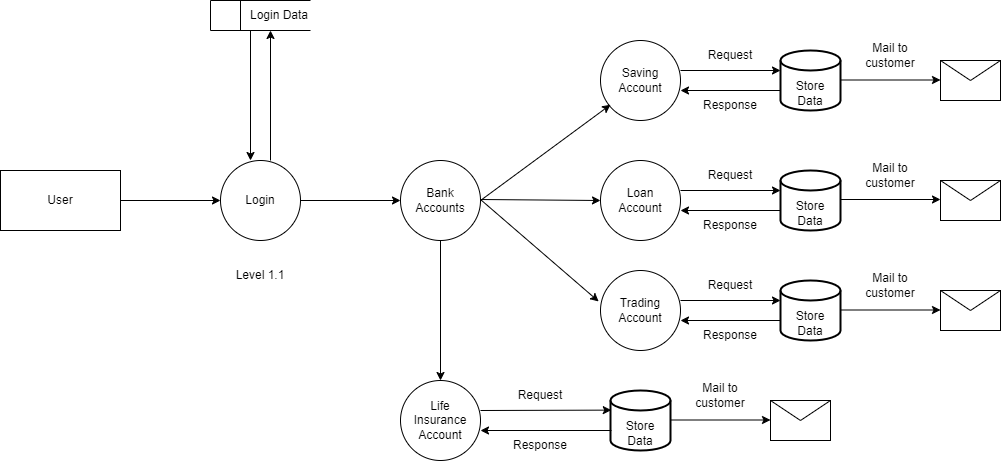 Login Data
User
Login
Level 1.1
Bank
Accounts
Saving
Account
Request
Response
Store
Data
Mail to
customer
Loan
Account
Request
Response
Store
Data
Mail to
customer
Trading
Account
Request
Response
Store
Data
Mail to
customer
Life
Insurance
Account
Request
Response
Store
Data
Mail to
customer